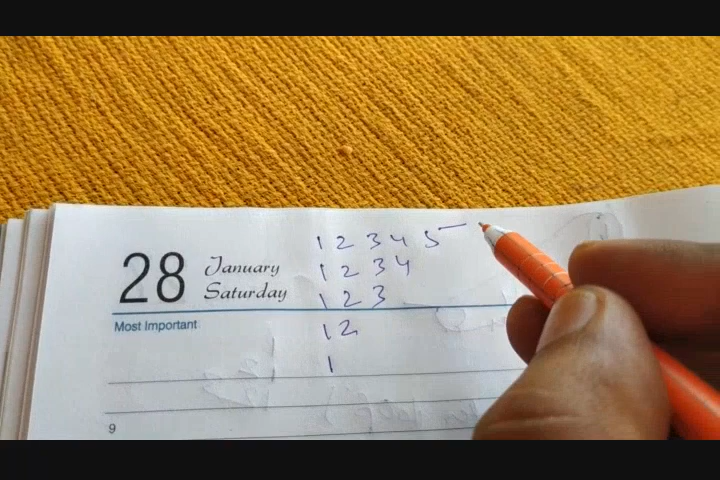 1 2 3 4 5 —
28 January
Saturday
1 2 3 4
1 2 3
Most Important
1 2
1
9